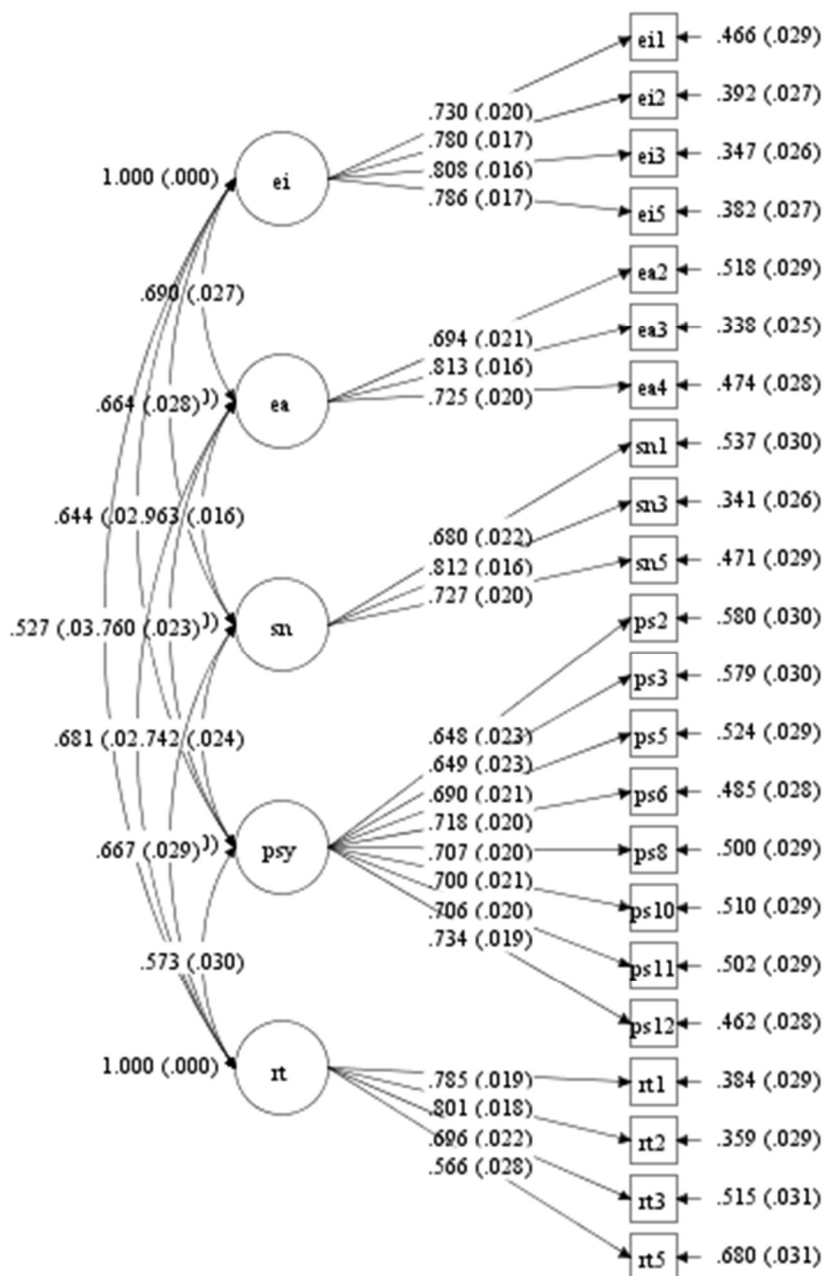 ei1 .466 (.029)
ei2 .392 (.027)
.730 (.020)
.780 (.017)
ei3 .347 (.026)
.808 (.016)
1.000 (.000) ei
.786 (.017)
ei5 .382 (.027)
ea2 .518 (.029)
.690 (.027)
ea3 .338 (.025)
.694 (.021)
.813 (.016)
ea4 .474 (.028)
.725 (.020)
.664 (.028) )) ea
sn1 .537 (.030)
sn3 .341 (.026)
.644 (.02 .963 (.016)
.680 (.022)
.812 (.016)
sn5 .471 (.029)
.727 (.020)
ps2 .580 (.030)
.527 (.03 .760 (.023) )) sn
ps3 .579 (.030)
ps5 .524 (.029)
.681 (.02 .742 (.024)
.648 (.023)
.649 (.023)
ps6 .485 (.028)
.690 (.021)
.718 (.020)
.667 (.029) )) psy
.707 (.020)
ps8 .500 (.029)
.700 (.021)
ps10 .510 (.029)
.706 (.020)
.734 (.019)
.573 (.030)
ps11 .502 (.029)
ps12 .462 (.028)
1.000 (.000) rt
.785 (.019)
rt1 .384 (.029)
.801 (.018)
rt2 .359 (.029)
.696 (.022)
.566 (.028)
rt3 .515 (.031)
rt5 .680 (.031)